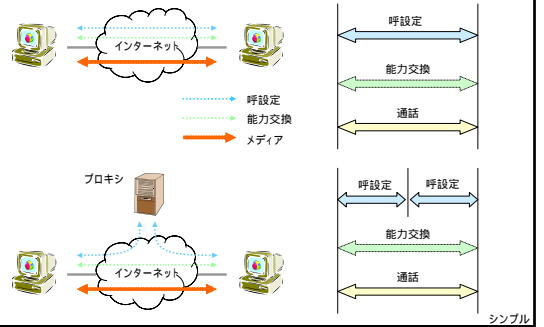 インターネット
呼設定
能力交換
メディア
呼設定
能力交換
通話
プロキシ
インターネット
呼設定 呼設定
能力交換
通話
シンプル